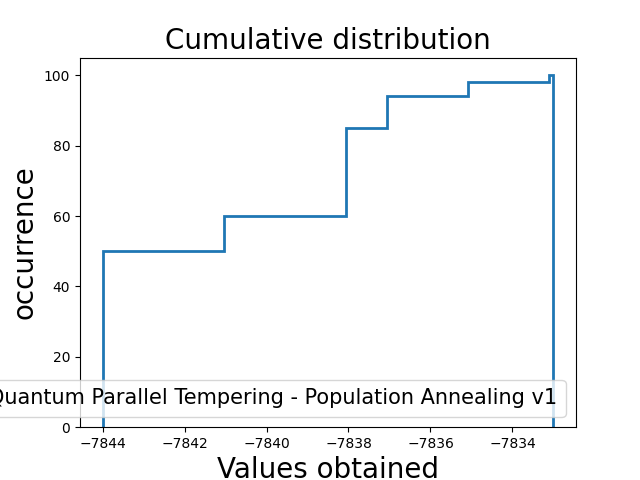 Cumulative distribution
100
80
60
40
20
0
occurrence
Quantum Parallel Tempering - Population Annealing v1
−7844 −7842 −7840 −7838 −7836 −7834
Values obtained